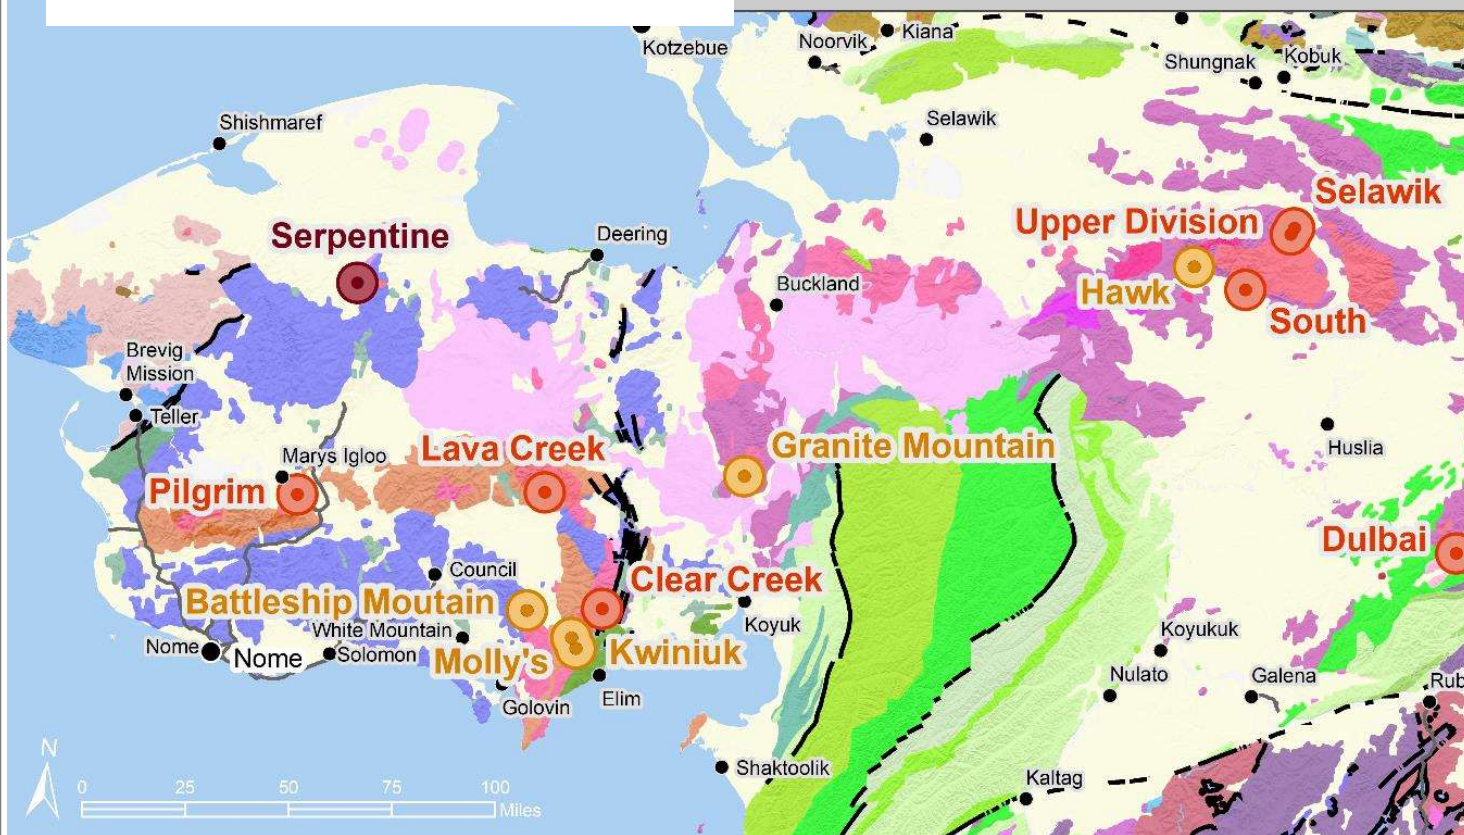 Kotzebue
Noorvik
Kiana
Shungnak
Kobuk
Shishmaref
Selawik
Selawik
Upper Division
Serpentine
Deering
Buckland
Hawk
South
Brevig
Mission
Teller
Marys Igloo
Lava Creek
Granite Mountain
Huslia
Pilgrim
Dulbai
Council
Clear Creek
Battleship Moutain
White Mountain
Koyuk
Koyukuk
Nome
Nome
Solomon
Molly's
Kwiniuk
Nulato
Galena
Rub
Golovin
Elim
N
Shaktoolik
Kaltag
0 25 50 75 100
Miles